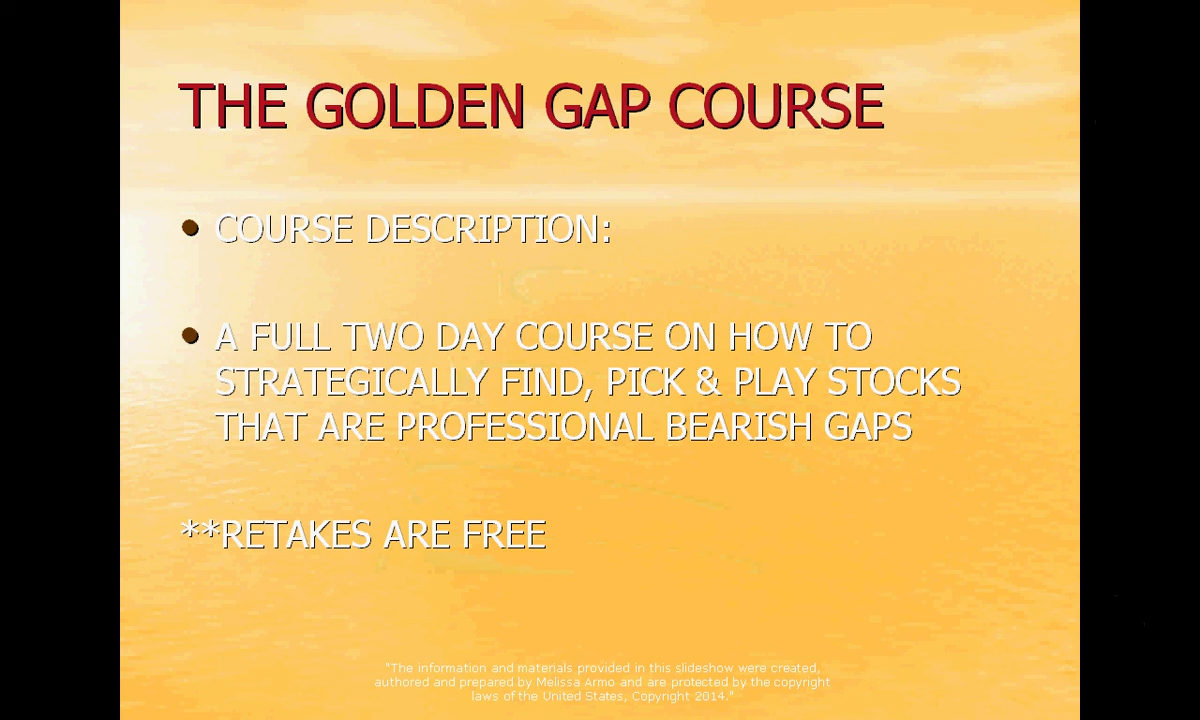 THE GOLDEN GAP COURSE
COURSE DESCRIPTION:
A FULL TWO DAY COURSE ON HOW TO
STRATEGICALLY FIND, PICK & PLAY STOCKS
THAT ARE PROFESSIONAL BEARISH GAPS
**RETAKES ARE FREE
"The information and materials provided in this slideshow were created,
authored and prepared by Melissa Armo and are protected by the copyright
laws of the United States, Copyright 2014."